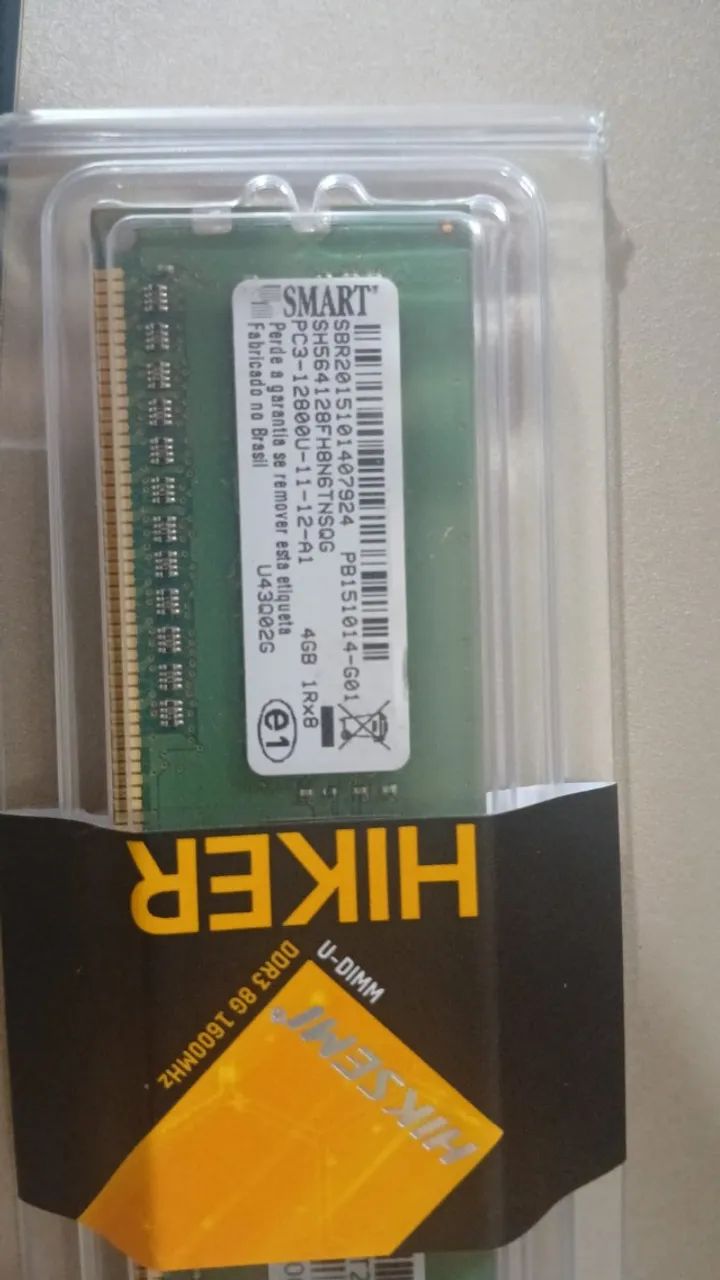 SMART
SBR2015101407924 PB151014-G01
SH564128FH8N6TNSQG
PC3-12800U-11-12-A1 4GB 1Rx8
Perde a garantia se remover esta etiqueta
Fabricado no Brasil U43Q02G
e1
HIKER
U-DIMM
DDR3 8G 1600MHz
HIKSEMI®